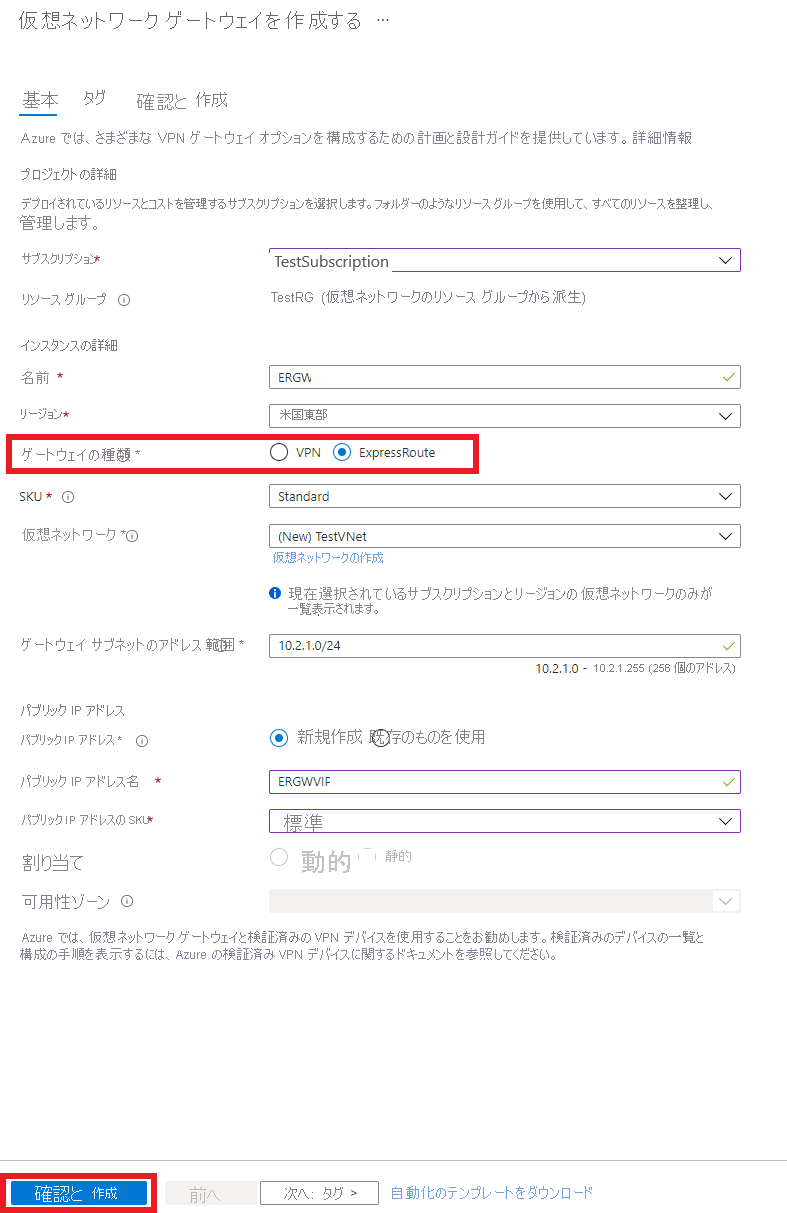 仮想ネットワーク ゲートウェイを作成する …
基本 タグ 確認と 作成
Azure では、さまざまな VPN ゲートウェイ オプションを構成するための計画と設計ガイドを提供しています。詳細情報
プロジェクトの詳細
デプロイされているリソースとコストを管理するサブスクリプションを選択します。フォルダーのようなリソース グループを使用して、すべてのリソースを整理し、
管理します。
サブスクリプション* TestSubscription
リソース グループ TestRG (仮想ネットワークのリソース グループから派生)
インスタンスの詳細
名前 * ERGW
リージョン* 米国東部
ゲートウェイの種類 * VPN ExpressRoute
SKU * Standard
仮想ネットワーク * (New) TestVNet
仮想ネットワークの作成
現在選択されているサブスクリプションとリージョンの 仮想ネットワークのみが
一覧表示されます。
ゲートウェイ サブネットのアドレス 範囲 * 10.2.1.0/24
10.2.1.0 - 10.2.1.255 (256 個のアドレス)
パブリック IP アドレス
パブリック IP アドレス * 新規作成 既存のものを使用
パブリック IP アドレス名 * ERGWVIP
パブリック IP アドレスの SKU* 標準
割り当て 動的 静的
可用性ゾーン
Azure では、仮想ネットワーク ゲートウェイと検証済みの VPN デバイスを使用することをお勧めします。検証済みのデバイスの一覧と
構成の手順を表示するには、Azure の検証済み VPN デバイスに関するドキュメントを参照してください。
確認と 作成 前へ 次へ: タグ > 自動化のテンプレートをダウンロード